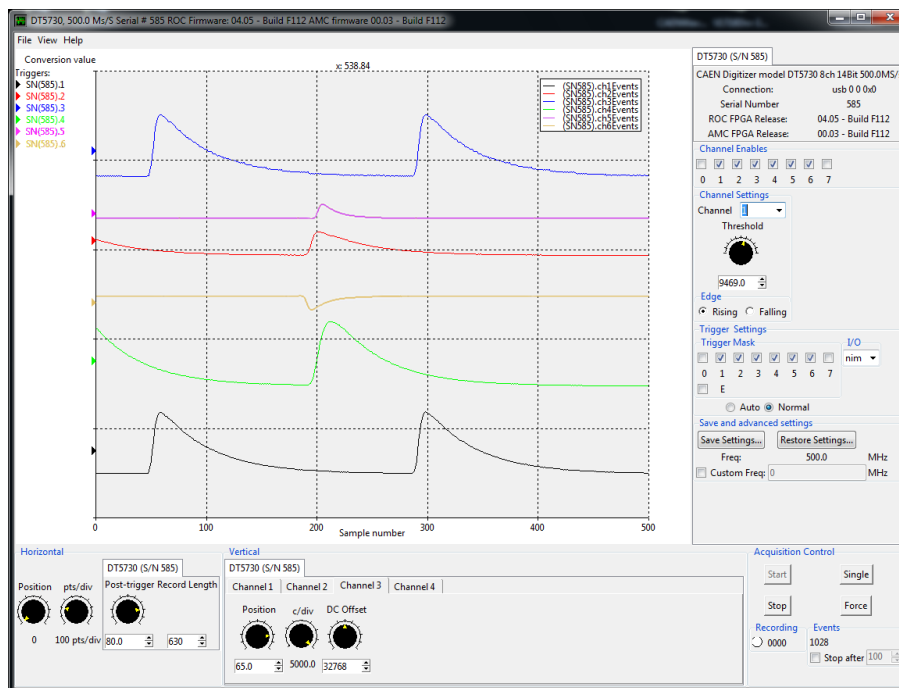 DT5730, 500.0 Ms/S Serial # 585 ROC Firmware: 04.05 - Build F112 AMC firmware 00.03 - Build F112
File View Help
Conversion value
x: 538.84
Triggers:
SN(585).1
SN(585).2
SN(585).3
SN(585).4
SN(585).5
SN(585).6
(SN585).ch1Events
(SN585).ch2Events
(SN585).ch3Events
(SN585).ch4Events
(SN585).ch5Events
(SN585).ch6Events
0 100 200 300 400 500
Sample number
DT5730 (S/N 585)
CAEN Digitizer model DT5730 8ch 14Bit 500.0MS/
Connection: usb 0 0 0x0
Serial Number 585
ROC FPGA Release: 04.05 - Build F112
AMC FPGA Release: 00.03 - Build F112
Channel Enables
0 1 2 3 4 5 6 7
Channel Settings
Channel 1
Threshold
9469.0
Edge
Rising Falling
Trigger Settings
Trigger Mask I/O
nim
0 1 2 3 4 5 6 7
E
Auto Normal
Save and advanced settings
Save Settings... Restore Settings...
Freq: 500.0 MHz
Custom Freq: 0 MHz
Horizontal
DT5730 (S/N 585)
Position pts/div Post-trigger Record Length
0 100 pts/div 80.0 630
Vertical
DT5730 (S/N 585)
Channel 1 Channel 2 Channel 3 Channel 4
Position c/div DC Offset
65.0 5000.0 32768
Acquisition Control
Start Single
Stop Force
Recording Events
0000 1028
Stop after 100